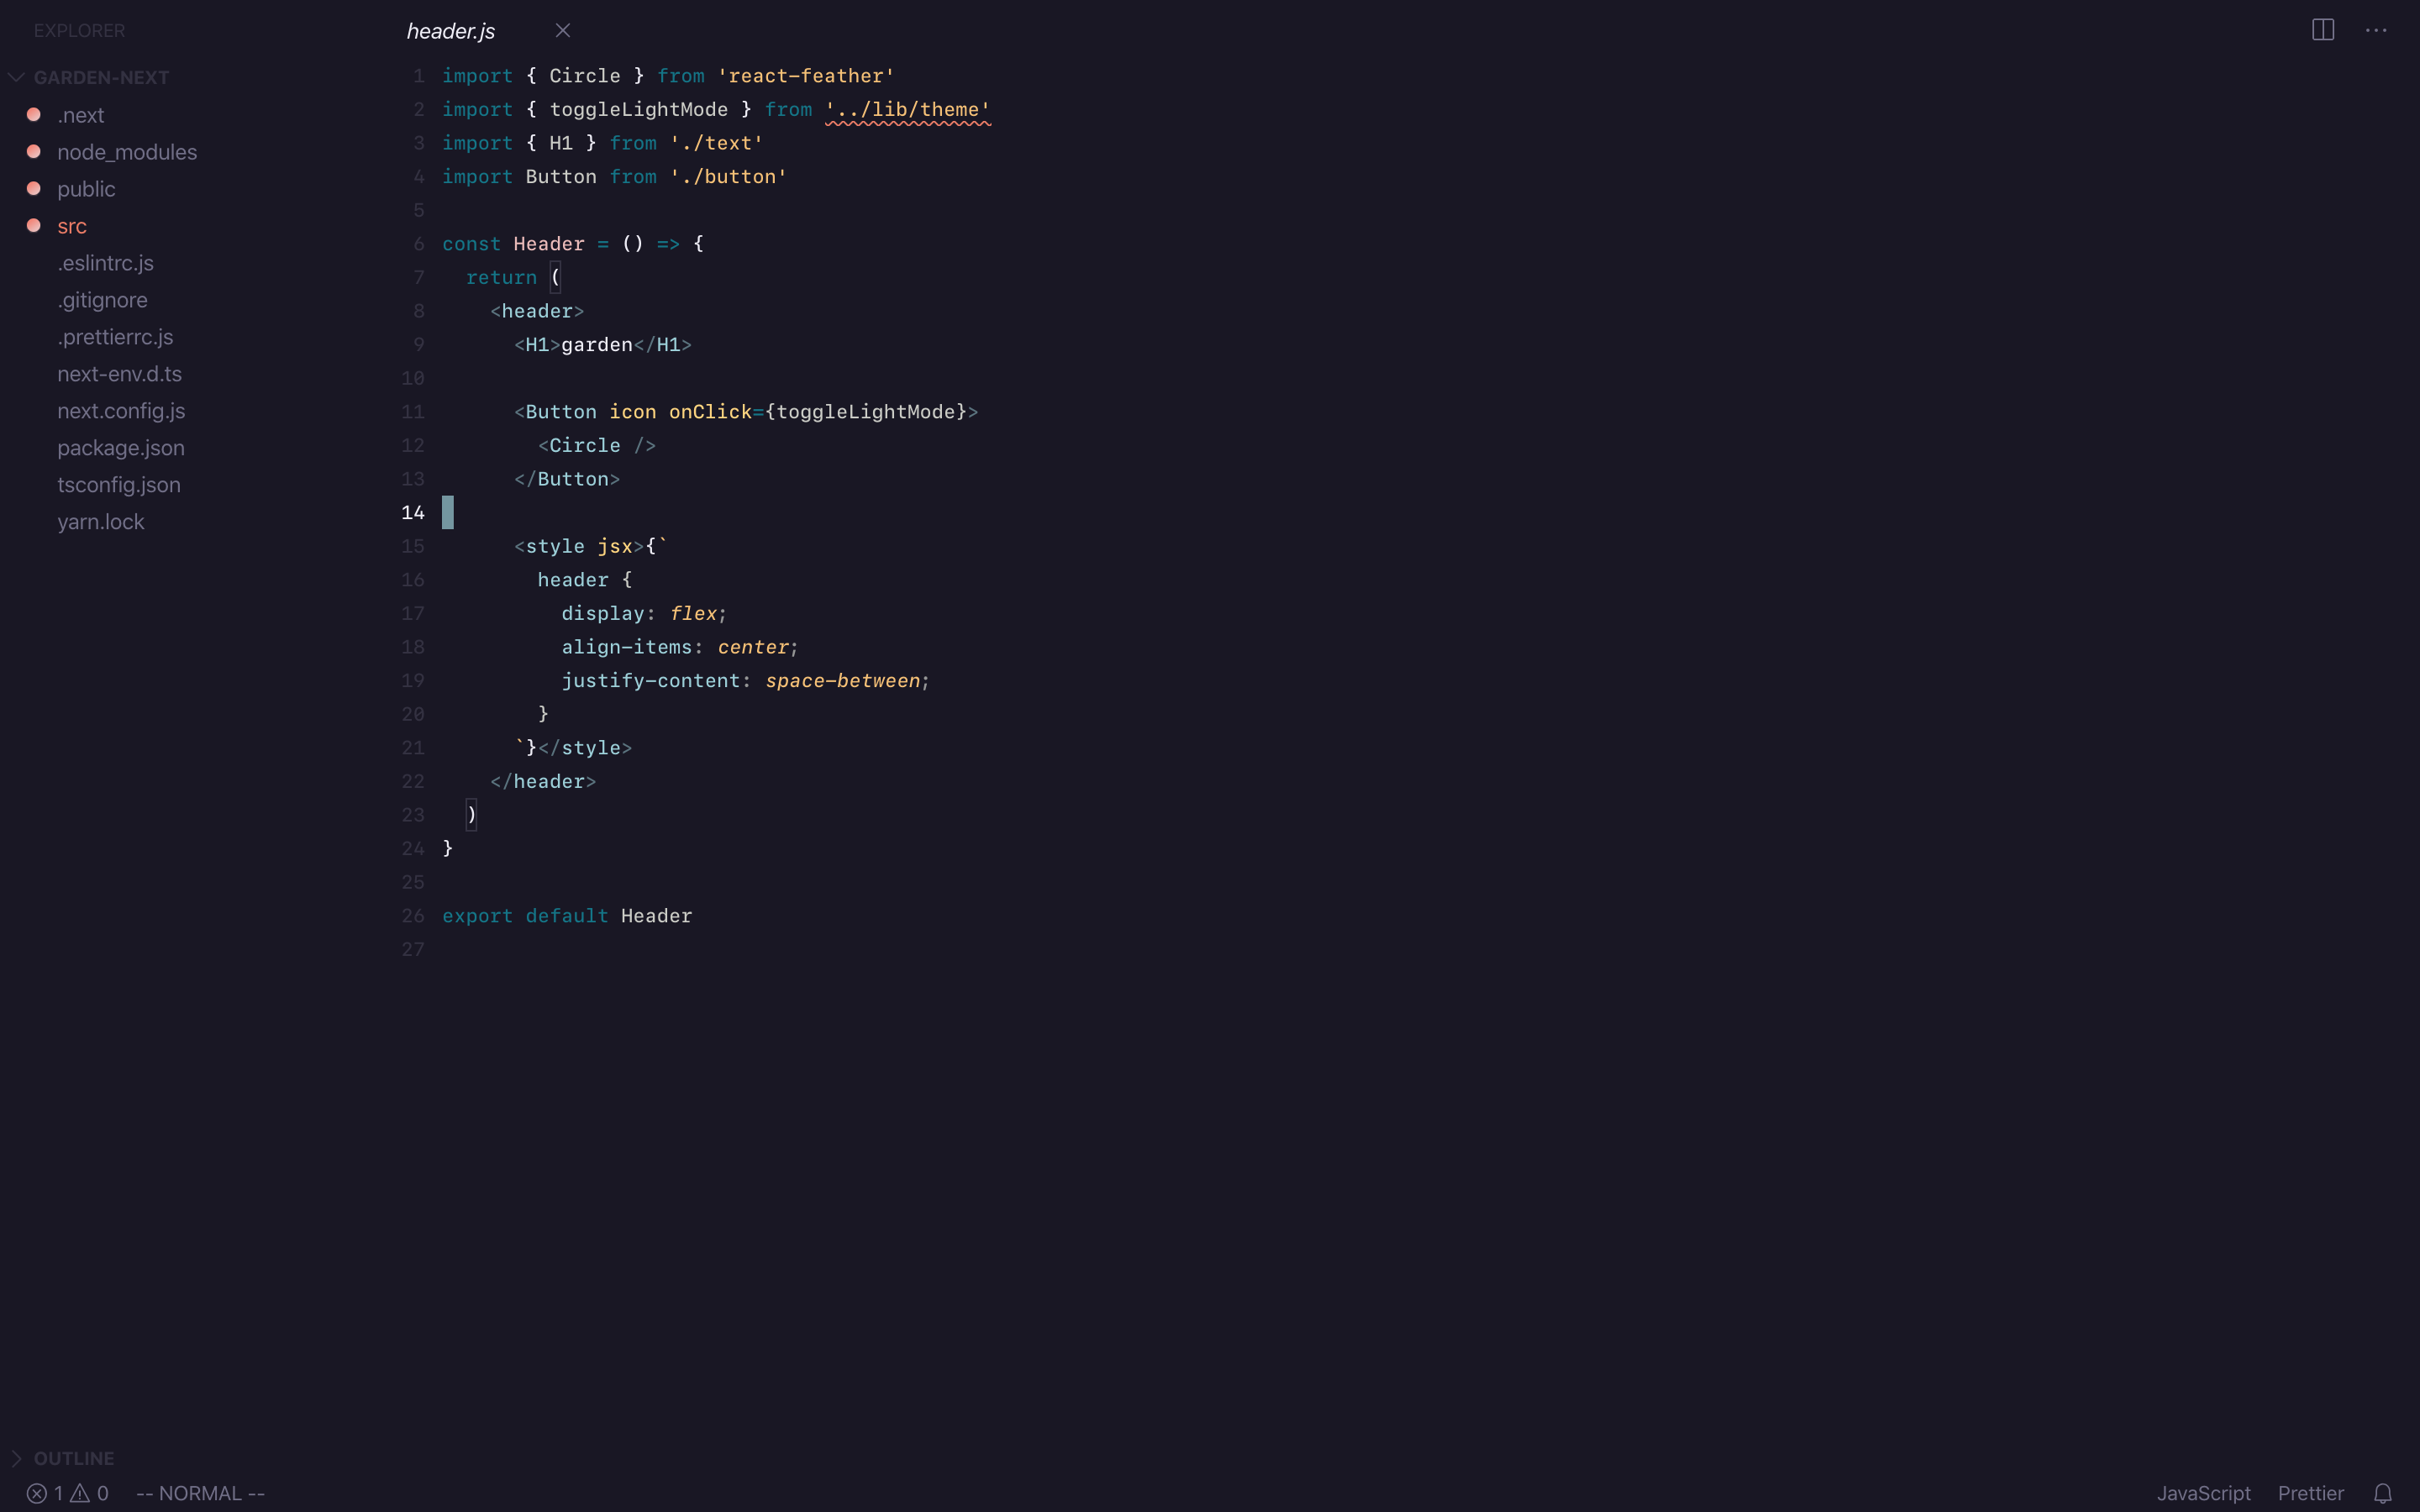 EXPLORER
GARDEN-NEXT
.next
node_modules
public
src
.eslintrc.js
.gitignore
.prettierrc.js
next-env.d.ts
next.config.js
package.json
tsconfig.json
yarn.lock
OUTLINE
header.js
1 import { Circle } from 'react-feather'
2 import { toggleLightMode } from '../lib/theme'
3 import { H1 } from './text'
4 import Button from './button'
5
6 const Header = () => {
7   return (
8     <header>
9       <H1>garden</H1>
10
11       <Button icon onClick={toggleLightMode}>
12         <Circle />
13       </Button>
14
15       <style jsx>{`
16         header {
17           display: flex;
18           align-items: center;
19           justify-content: space-between;
20         }
21       `}</style>
22     </header>
23   )
24 }
25
26 export default Header
27
1 0 -- NORMAL --
JavaScript Prettier